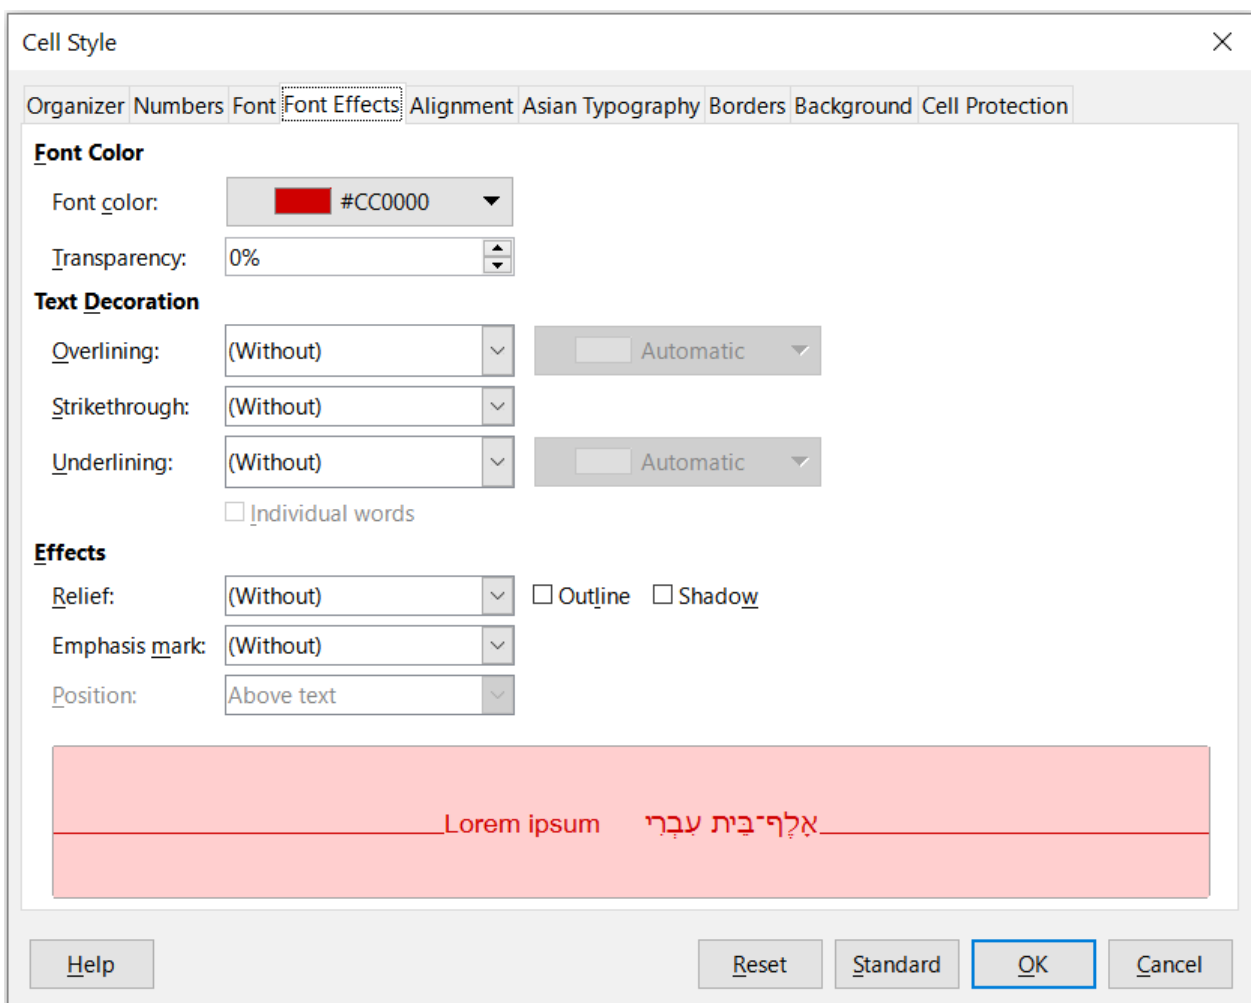 Cell Style
Organizer Numbers Font Font Effects Alignment Asian Typography Borders Background Cell Protection
Font Color
Font color: #CC0000
Transparency: 0%
Text Decoration
Overlining: (Without) Automatic
Strikethrough: (Without)
Underlining: (Without) Automatic
Individual words
Effects
Relief: (Without) Outline Shadow
Emphasis mark: (Without)
Position: Above text
Lorem ipsum אָלֶף־בֵּית עִבְרִי
Help Reset Standard OK Cancel